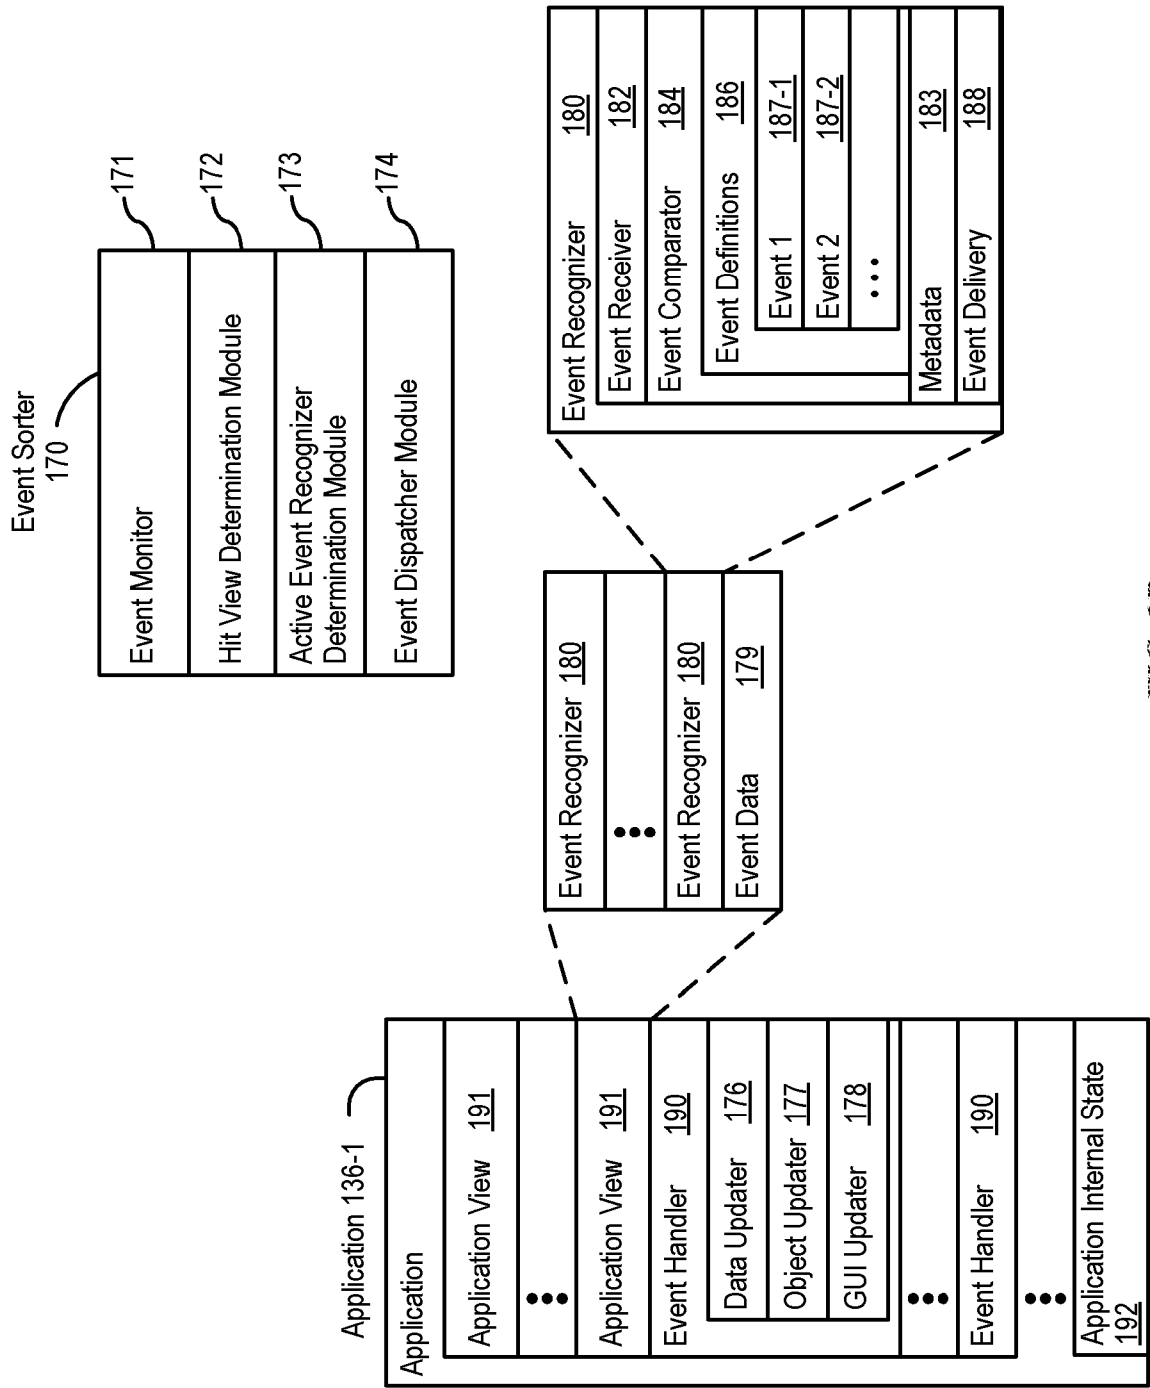 Event Sorter
170
Event Monitor
171
Hit View Determination Module
172
Active Event Recognizer
Determination Module
173
Event Dispatcher Module
174
Application 136-1
Application
Application View 191
•••
Application View 191
Event Handler 190
Data Updater 176
Object Updater 177
GUI Updater 178
•••
Event Handler 190
•••
Application Internal State
192
Event Recognizer 180
•••
Event Recognizer 180
Event Data 179
Event Recognizer 180
Event Receiver 182
Event Comparator 184
Event Definitions 186
Event 1 187-1
Event 2 187-2
••••
Metadata 183
Event Delivery 188